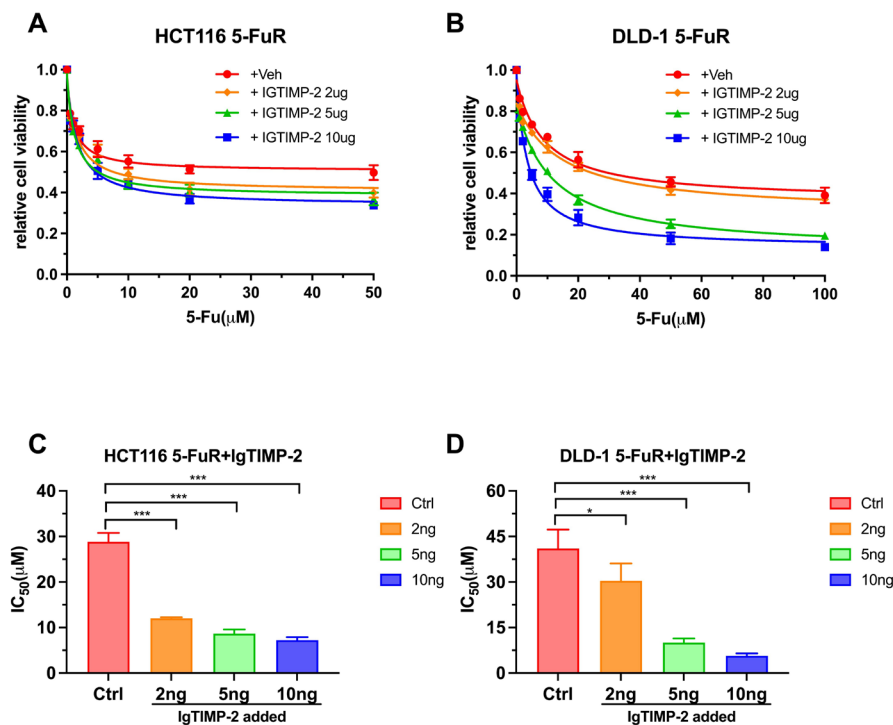 A
HCT116 5-FuR
relative cell viability
1.0
0.8
0.6
0.4
0.2
0.0
0 10 20 30 40 50
5-Fu(μM)
+Veh
+ IGTIMP-2 2ug
+ IGTIMP-2 5ug
+ IGTIMP-2 10ug
B
DLD-1 5-FuR
relative cell viability
1.0
0.8
0.6
0.4
0.2
0.0
0 20 40 60 80 100
5-Fu(μM)
+Veh
+ IGTIMP-2 2ug
+ IGTIMP-2 5ug
+ IGTIMP-2 10ug
C
HCT116 5-FuR+IgTIMP-2
IC50(μM)
40
30
20
10
0
***
***
***
Ctrl 2ng 5ng 10ng
IgTIMP-2 added
Ctrl
2ng
5ng
10ng
D
DLD-1 5-FuR+IgTIMP-2
IC50(μM)
60
45
30
15
0
***
***
*
Ctrl 2ng 5ng 10ng
IgTIMP-2 added
Ctrl
2ng
5ng
10ng